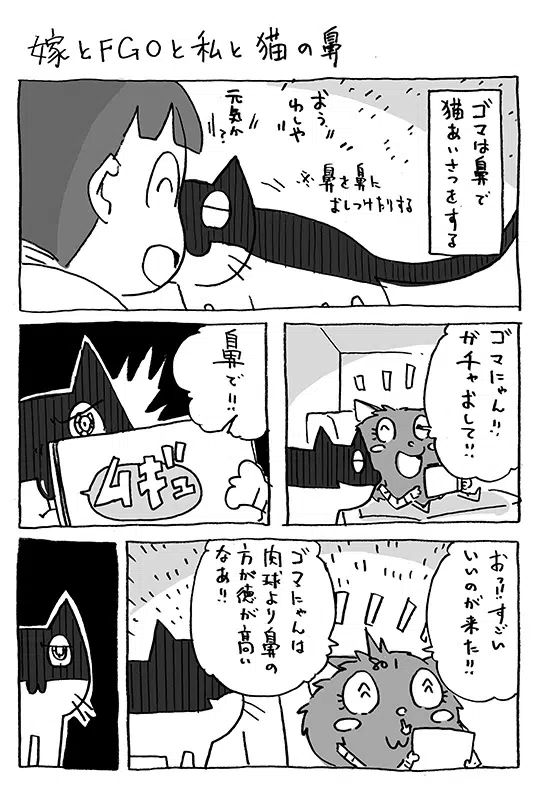 嫁とFGOと私と猫の鼻
ゴマは鼻で
猫あいさつをする
おう、
わしや
元気か?
※鼻を鼻に
おしつけたりする
ゴマにゃん!!
ガチャおして!!
鼻で!!
ムギュ
おっ!!すごい
いいのが来た!!
ゴマにゃんは
肉球より鼻の
方が徳が高い
なあ!!